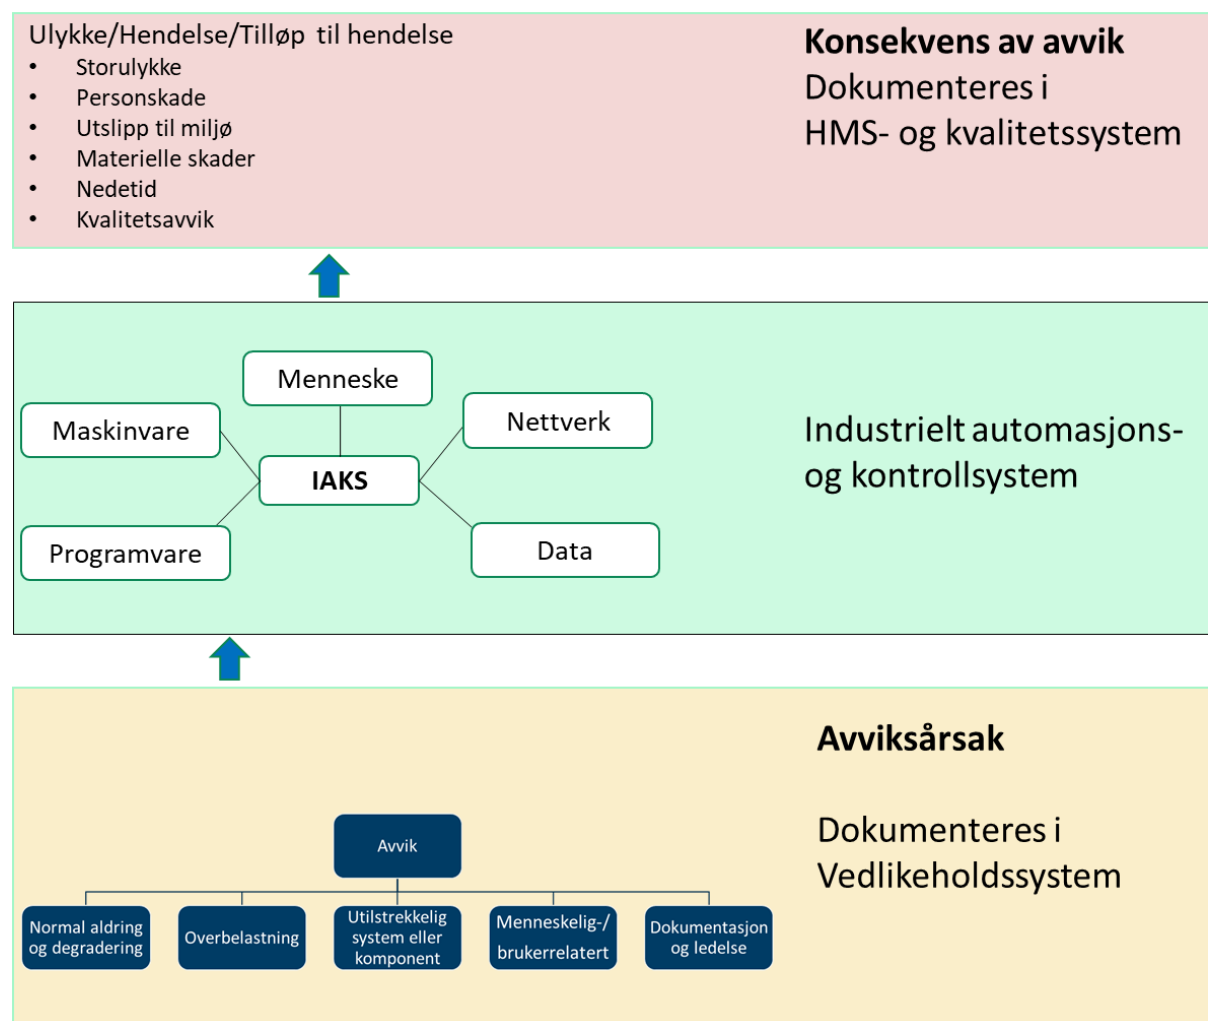 Ulykke/Hendelse/Tilløp til hendelse
• Storulykke
• Personskade
• Utslipp til miljø
• Materielle skader
• Nedetid
• Kvalitetsavvik
Konsekvens av avvik
Dokumenteres i
HMS- og kvalitetssystem
Menneske
Maskinvare
Nettverk
IAKS
Programvare
Data
Industrielt automasjons-
og kontrollsystem
Avviksårsak
Dokumenteres i
Vedlikeholdssystem
Avvik
Normal aldring
og degradering
Overbelastning
Utilstrekkelig
system eller
komponent
Menneskelig-/
brukerrelatert
Dokumentasjon
og ledelse